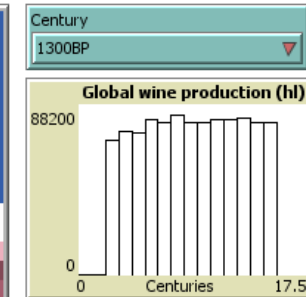 Century
1300BP
Global wine production (hl)
88200
0
0 Centuries 17.5